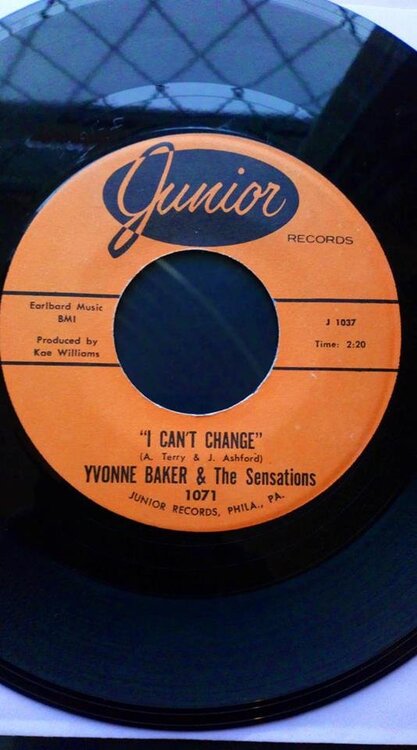 Junior
RECORDS
Earlbard Music
BMI
Produced by
Kae Williams
J 1037
Time: 2:20
"I CAN'T CHANGE"
(A. Terry & J. Ashford)
YVONNE BAKER & The Sensations
1071
JUNIOR RECORDS, PHILA., PA.